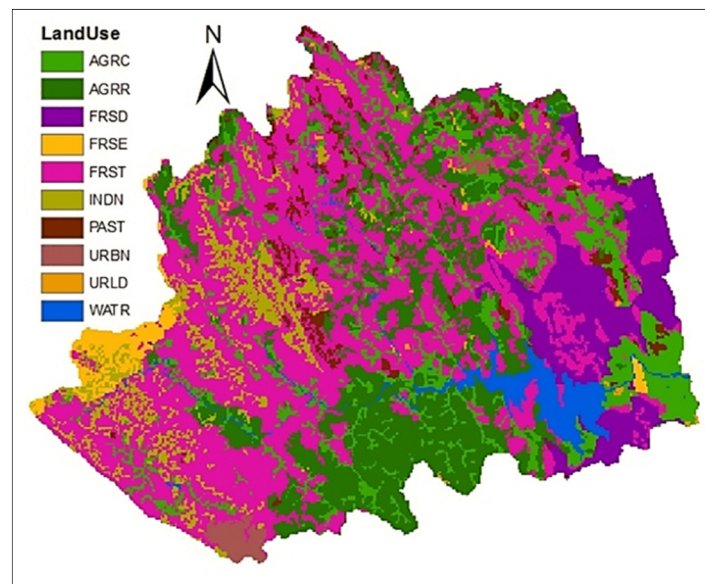 LandUse
N
AGRC
AGRR
FRSD
FRSE
FRST
INDN
PAST
URBN
URLD
WATR